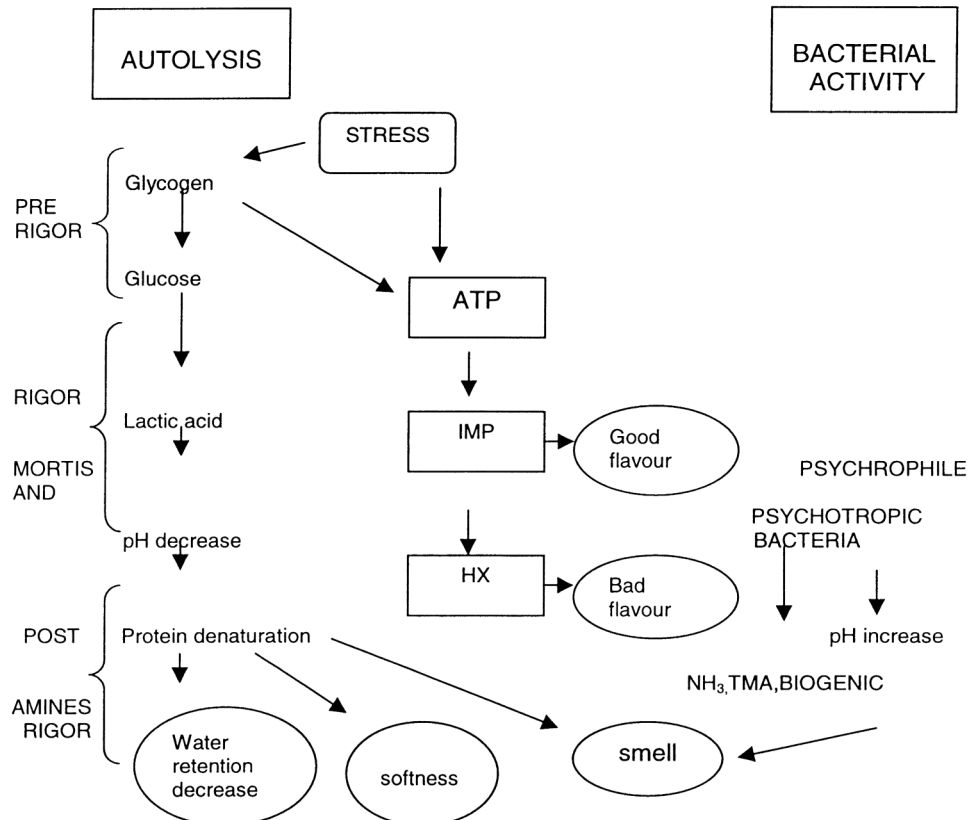 AUTOLYSIS
BACTERIAL
ACTIVITY
STRESS
Glycogen
PRE
RIGOR
Glucose
ATP
RIGOR
Lactic acid
IMP
Good
flavour
MORTIS
AND
PSYCHROPHILE
PSYCHOTROPIC
BACTERIA
pH decrease
HX
Bad
flavour
POST
Protein denaturation
pH increase
NH₃,TMA,BIOGENIC
AMINES
RIGOR
Water
retention
decrease
softness
smell